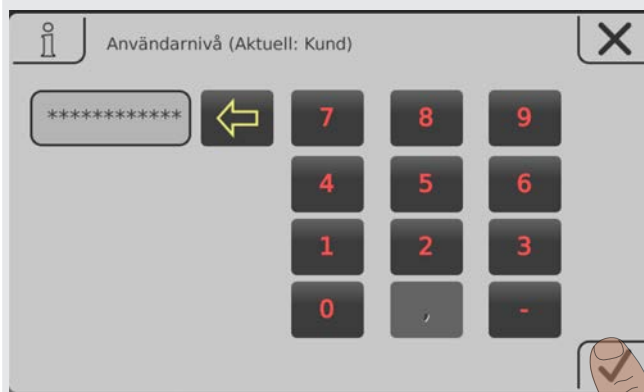 Användarnivå (Aktuell: Kund)
************
7 8 9
4 5 6
1 2 3
0 , -